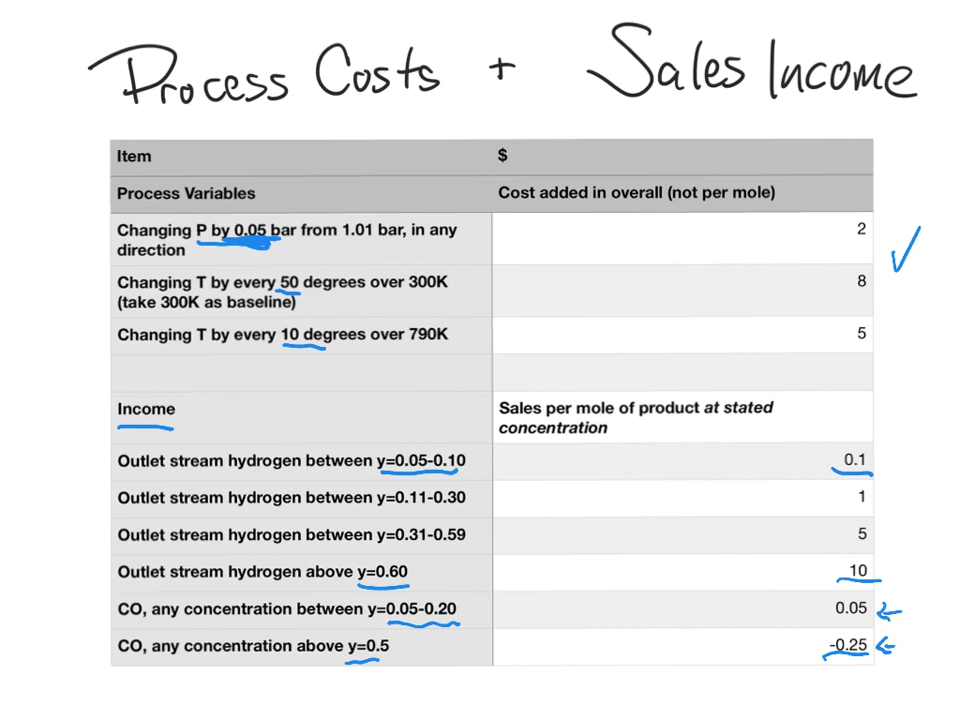 Process Costs + Sales Income
Item $
Process Variables Cost added in overall (not per mole)
Changing P by 0.05 bar from 1.01 bar, in any 2
direction
Changing T by every 50 degrees over 300K 8
(take 300K as baseline)
Changing T by every 10 degrees over 790K 5
Income Sales per mole of product at stated
concentration
Outlet stream hydrogen between y=0.05-0.10 0.1
Outlet stream hydrogen between y=0.11-0.30 1
Outlet stream hydrogen between y=0.31-0.59 5
Outlet stream hydrogen above y=0.60 10
CO, any concentration between y=0.05-0.20 0.05
CO, any concentration above y=0.5 -0.25